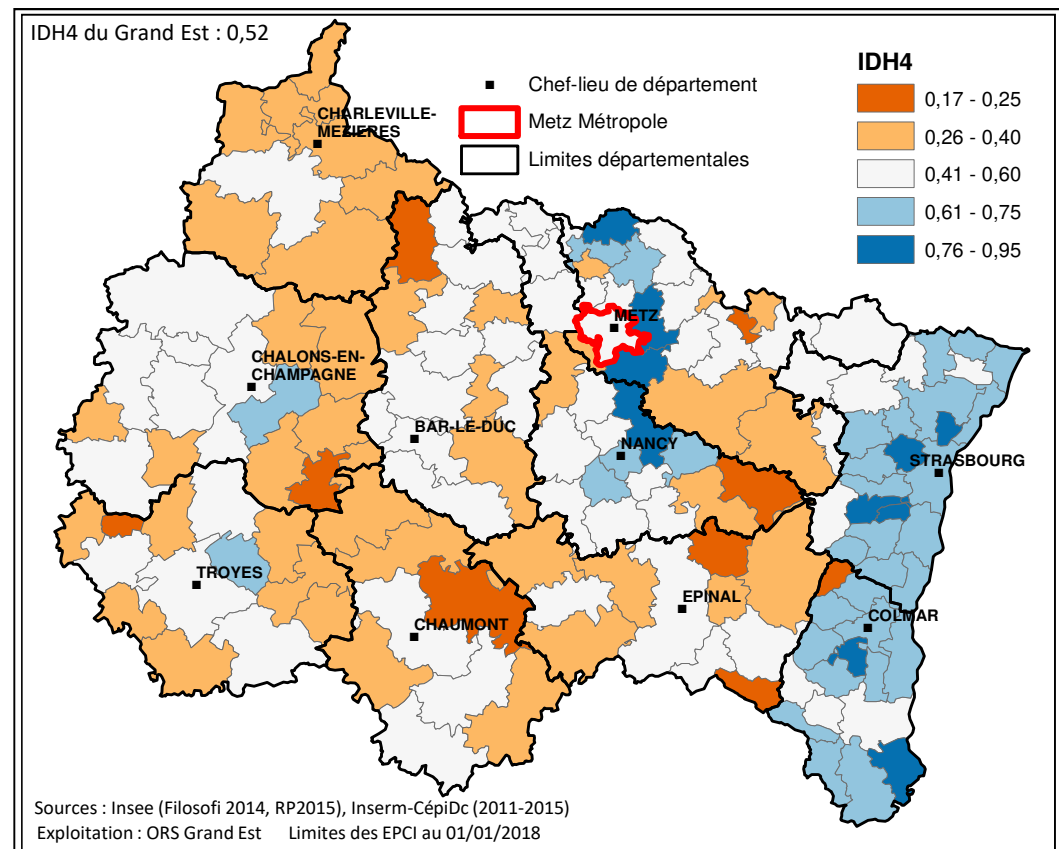 IDH4 du Grand Est : 0,52
Chef-lieu de département
Metz Métropole
Limites départementales
IDH4
0,17 - 0,25
0,26 - 0,40
0,41 - 0,60
0,61 - 0,75
0,76 - 0,95
CHARLEVILLE-
MEZIERES
METZ
CHALONS-EN-
CHAMPAGNE
BAR-LE-DUC
NANCY
STRASBOURG
TROYES
EPINAL
CHAUMONT
COLMAR
Sources : Insee (Filosofi 2014, RP2015), Inserm-CépiDc (2011-2015)
Exploitation : ORS Grand Est Limites des EPCI au 01/01/2018